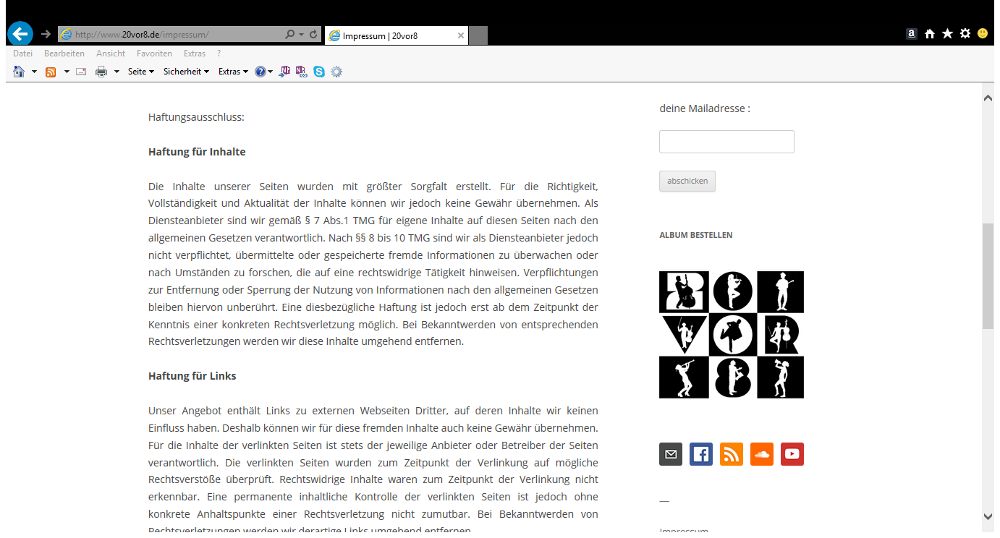 http://www.20vor8.de/impressum/
Impressum | 20vor8
Datei Bearbeiten Ansicht Favoriten Extras ?
Seite Sicherheit Extras
Haftungsausschluss:
Haftung für Inhalte
Die Inhalte unserer Seiten wurden mit größter Sorgfalt erstellt. Für die Richtigkeit,
Vollständigkeit und Aktualität der Inhalte können wir jedoch keine Gewähr übernehmen. Als
Diensteanbieter sind wir gemäß § 7 Abs.1 TMG für eigene Inhalte auf diesen Seiten nach den
allgemeinen Gesetzen verantwortlich. Nach §§ 8 bis 10 TMG sind wir als Diensteanbieter jedoch
nicht verpflichtet, übermittelte oder gespeicherte fremde Informationen zu überwachen oder
nach Umständen zu forschen, die auf eine rechtswidrige Tätigkeit hinweisen. Verpflichtungen
zur Entfernung oder Sperrung der Nutzung von Informationen nach den allgemeinen Gesetzen
bleiben hiervon unberührt. Eine diesbezügliche Haftung ist jedoch erst ab dem Zeitpunkt der
Kenntnis einer konkreten Rechtsverletzung möglich. Bei Bekanntwerden von entsprechenden
Rechtsverletzungen werden wir diese Inhalte umgehend entfernen.
Haftung für Links
Unser Angebot enthält Links zu externen Webseiten Dritter, auf deren Inhalte wir keinen
Einfluss haben. Deshalb können wir für diese fremden Inhalte auch keine Gewähr übernehmen.
Für die Inhalte der verlinkten Seiten ist stets der jeweilige Anbieter oder Betreiber der Seiten
verantwortlich. Die verlinkten Seiten wurden zum Zeitpunkt der Verlinkung auf mögliche
Rechtsverstöße überprüft. Rechtswidrige Inhalte waren zum Zeitpunkt der Verlinkung nicht
erkennbar. Eine permanente inhaltliche Kontrolle der verlinkten Seiten ist jedoch ohne
konkrete Anhaltspunkte einer Rechtsverletzung nicht zumutbar. Bei Bekanntwerden von
Rechtsverletzungen werden wir derartige Links umgehend entfernen.
deine Mailadresse :
abschicken
ALBUM BESTELLEN
20
VOR
8
—
Impressum